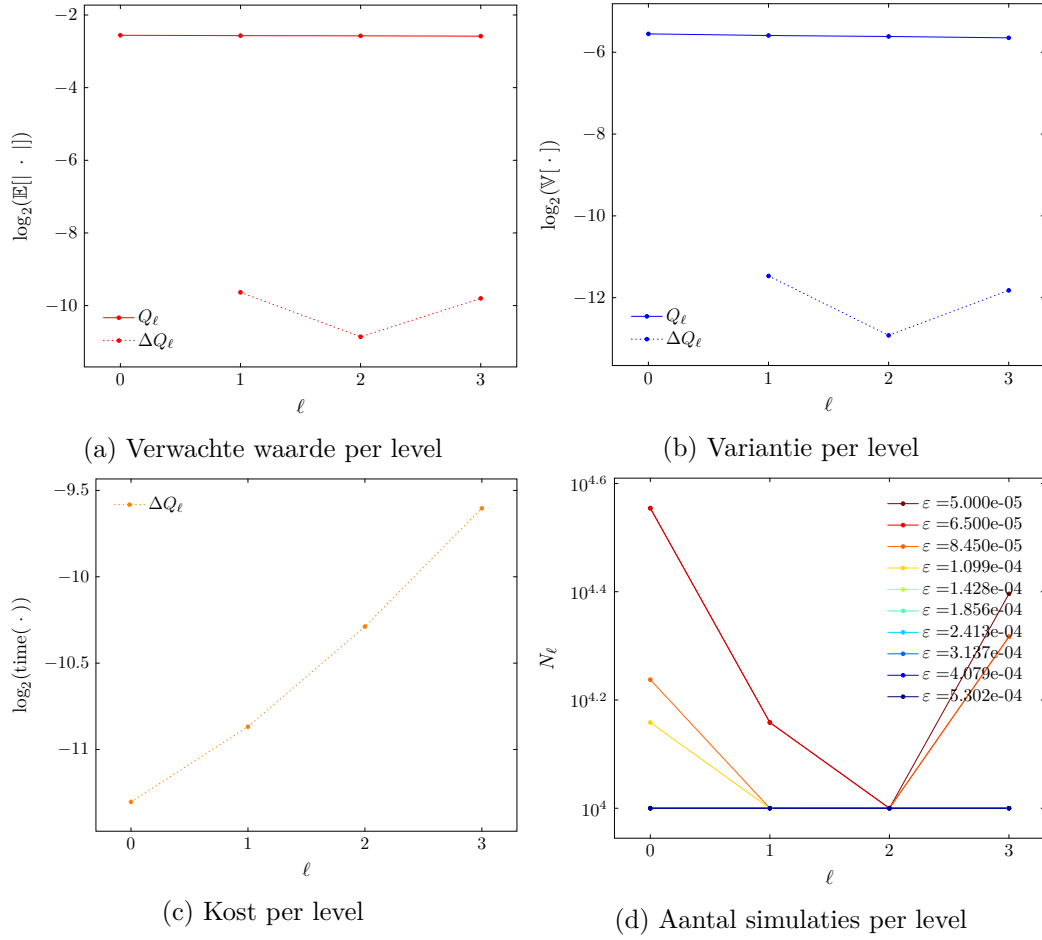 −2
−4
−6
−8
−10
log₂(𝔼[| · |])
Q_ℓ
ΔQ_ℓ
0 1 2 3
ℓ
(a) Verwachte waarde per level
−6
−8
−10
−12
log₂(𝕍[ · ])
Q_ℓ
ΔQ_ℓ
0 1 2 3
ℓ
(b) Variantie per level
−9.5
−10
−10.5
−11
log₂(time( · ))
ΔQ_ℓ
0 1 2 3
ℓ
(c) Kost per level
10^4.6
10^4.4
10^4.2
10^4
N_ℓ
ε =5.000e-05
ε =6.500e-05
ε =8.450e-05
ε =1.099e-04
ε =1.428e-04
ε =1.856e-04
ε =2.413e-04
ε =3.137e-04
ε =4.079e-04
ε =5.302e-04
0 1 2 3
ℓ
(d) Aantal simulaties per level